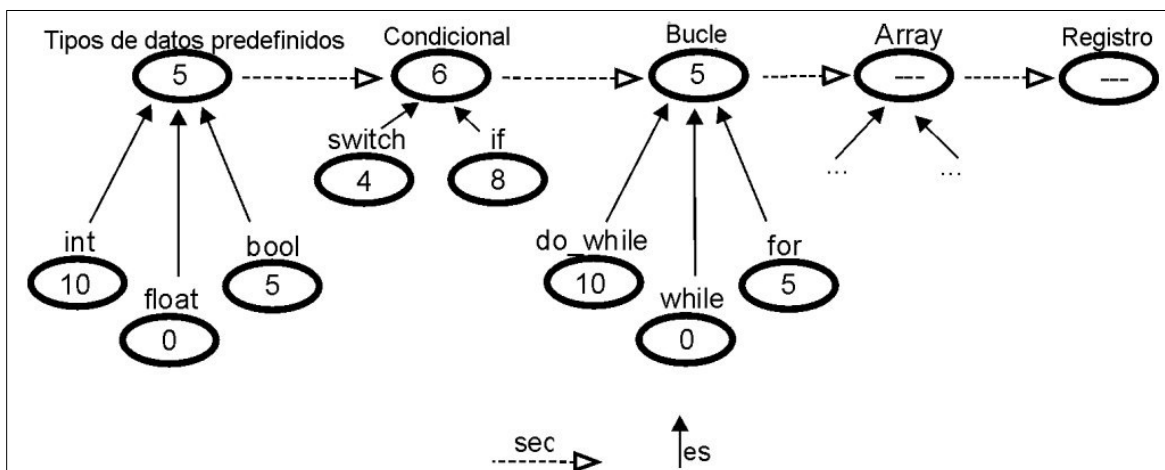 Tipos de datos predefinidos
Condicional
Bucle
Array
Registro
5
6
5
---
---
switch
if
4
8
...
...
int
bool
do_while
for
10
float
5
10
while
5
0
0
sec
es